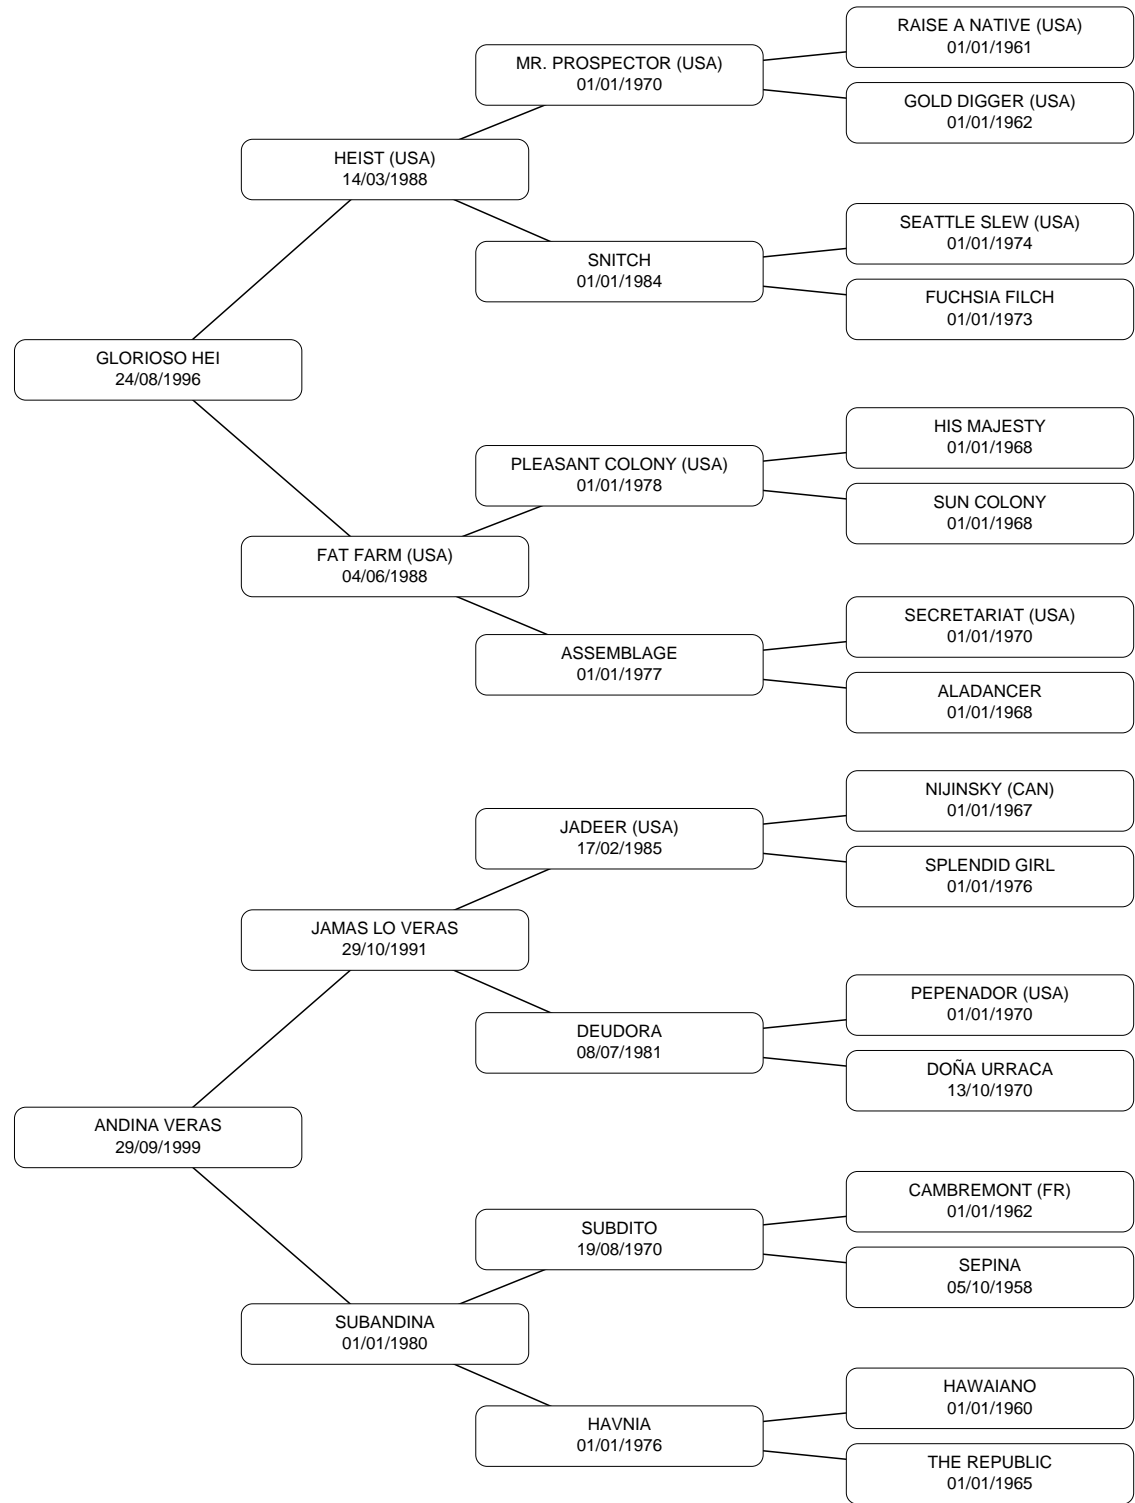 RAISE A NATIVE (USA)
01/01/1961
MR. PROSPECTOR (USA)
01/01/1970
GOLD DIGGER (USA)
01/01/1962
HEIST (USA)
14/03/1988
SEATTLE SLEW (USA)
01/01/1974
SNITCH
01/01/1984
FUCHSIA FILCH
01/01/1973
GLORIOSO HEI
24/08/1996
HIS MAJESTY
01/01/1968
PLEASANT COLONY (USA)
01/01/1978
SUN COLONY
01/01/1968
FAT FARM (USA)
04/06/1988
SECRETARIAT (USA)
01/01/1970
ASSEMBLAGE
01/01/1977
ALADANCER
01/01/1968
NIJINSKY (CAN)
01/01/1967
JADEER (USA)
17/02/1985
SPLENDID GIRL
01/01/1976
JAMAS LO VERAS
29/10/1991
PEPENADOR (USA)
01/01/1970
DEUDORA
08/07/1981
DOÑA URRACA
13/10/1970
ANDINA VERAS
29/09/1999
CAMBREMONT (FR)
01/01/1962
SUBDITO
19/08/1970
SEPINA
05/10/1958
SUBANDINA
01/01/1980
HAWAIANO
01/01/1960
HAVNIA
01/01/1976
THE REPUBLIC
01/01/1965